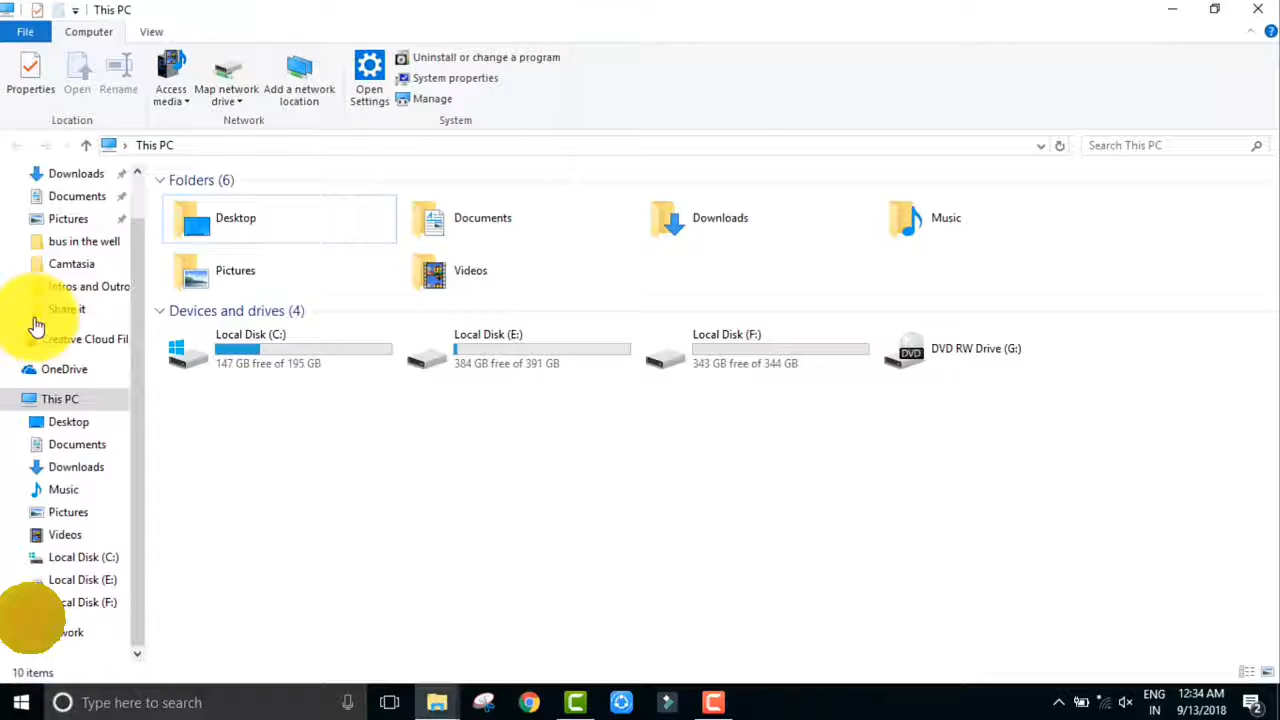 This PC
File Computer View
Properties Open Rename Access media Map network drive Add a network location Open Settings Uninstall or change a program
System properties
Manage
Location Network System
This PC Search This PC
Downloads
Documents
Pictures
bus in the well
Camtasia
Intros and Outro
Share it
Creative Cloud Fil
OneDrive
This PC
Desktop
Documents
Downloads
Music
Pictures
Videos
Local Disk (C:)
Local Disk (E:)
cal Disk (F:)
work
Folders (6)
Desktop Documents Downloads Music
Pictures Videos
Devices and drives (4)
Local Disk (C:) Local Disk (E:) Local Disk (F:) DVD DVD RW Drive (G:)
147 GB free of 195 GB 384 GB free of 391 GB 343 GB free of 344 GB
10 items
Type here to search
ENG 12:34 AM
IN 9/13/2018 2